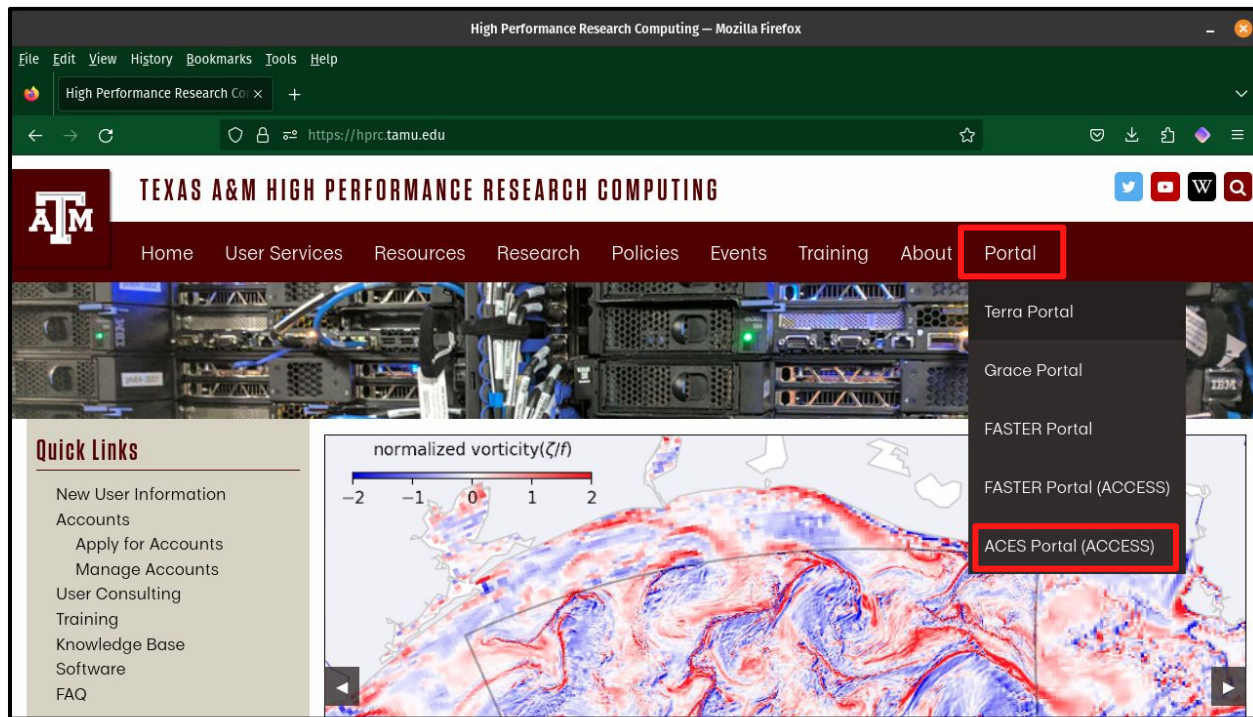 High Performance Research Computing — Mozilla Firefox
File Edit View History Bookmarks Tools Help
High Performance Research Co
https://hprc.tamu.edu
TEXAS A&M HIGH PERFORMANCE RESEARCH COMPUTING
W
A̲M
Home User Services Resources Research Policies Events Training About Portal
Terra Portal
Grace Portal
FASTER Portal
FASTER Portal (ACCESS)
ACES Portal (ACCESS)
IBM
IBM
Quick Links
New User Information
Accounts
Apply for Accounts
Manage Accounts
User Consulting
Training
Knowledge Base
Software
FAQ
normalized vorticity(ζ/f)
−2 −1 0 1 2